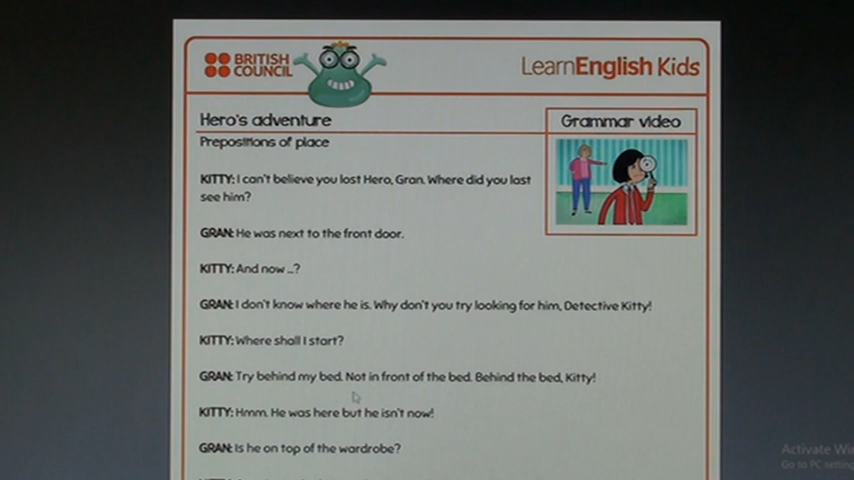 BRITISH
COUNCIL
LearnEnglish Kids
Hero's adventure
Grammar video
Prepositions of place
KITTY: I can't believe you lost Hero, Gran. Where did you last
see him?
GRAN: He was next to the front door.
KITTY: And now ...?
GRAN: I don't know where he is. Why don't you try looking for him, Detective Kitty!
KITTY: Where shall I start?
GRAN: Try behind my bed. Not in front of the bed. Behind the bed, Kitty!
KITTY: Hmm. He was here but he isn't now!
GRAN: Is he on top of the wardrobe?
Activate
Go to PC